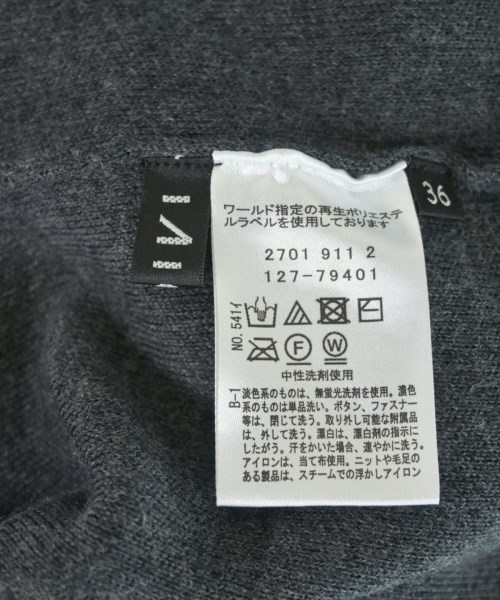 36
ワールド指定の再生ポリエステ
ルラベルを使用しております
2701 911 2
127-79401
NO. 541イ
F
W
中性洗剤使用
B-1
淡色系のものは、無蛍光洗剤を使用。濃色
系のものは単品洗い。ボタン、ファスナー
等は、閉じて洗う。取り外し可能な附属品
は、外して洗う。漂白は、漂白剤の指示に
したがう。汗をかいた場合、速やかに洗う。
アイロンは、当て布使用。ニットや毛足の
ある製品は、スチームでの浮かしアイロン